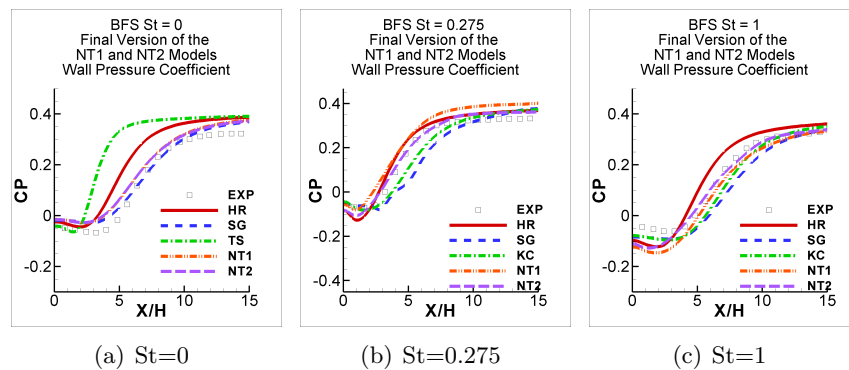 BFS St = 0
Final Version of the
NT1 and NT2 Models
Wall Pressure Coefficient
CP
0.4
0.2
0
-0.2
0
5
10
15
X/H
EXP
HR
SG
TS
NT1
NT2
(a) St=0
BFS St = 0.275
Final Version of the
NT1 and NT2 Models
Wall Pressure Coefficient
CP
0.4
0.2
0
-0.2
-0.4
0
5
10
15
X/H
EXP
HR
SG
KC
NT1
NT2
(b) St=0.275
BFS St = 1
Final Version of the
NT1 and NT2 Models
Wall Pressure Coefficient
CP
0.4
0.2
0
-0.2
0
5
10
15
X/H
EXP
HR
SG
KC
NT1
NT2
(c) St=1